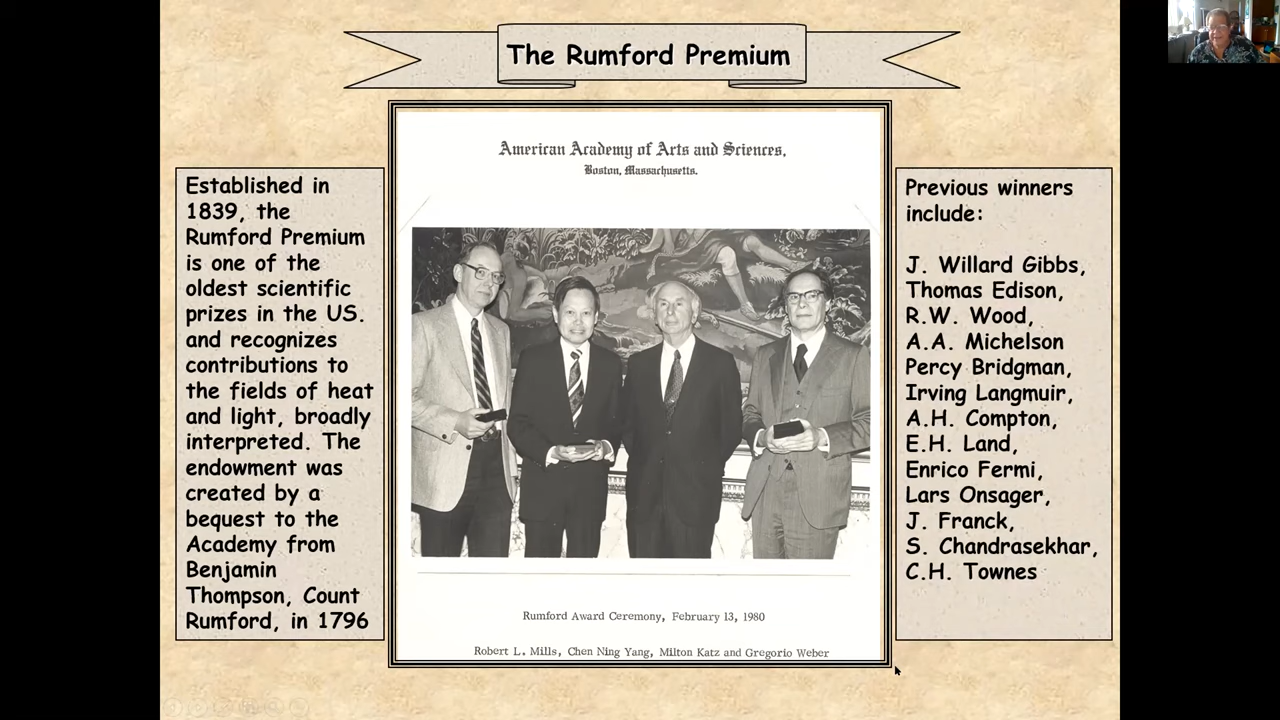 The Rumford Premium
Established in
1839, the
Rumford Premium
is one of the
oldest scientific
prizes in the US.
and recognizes
contributions to
the fields of heat
and light, broadly
interpreted. The
endowment was
created by a
bequest to the
Academy from
Benjamin
Thompson, Count
Rumford, in 1796
American Academy of Arts and Sciences.
Boston, Massachusetts.
Rumford Award Ceremony, February 13, 1980
Robert L. Mills, Chen Ning Yang, Milton Katz and Gregorio Weber
Previous winners
include:
J. Willard Gibbs,
Thomas Edison,
R.W. Wood,
A.A. Michelson
Percy Bridgman,
Irving Langmuir,
A.H. Compton,
E.H. Land,
Enrico Fermi,
Lars Onsager,
J. Franck,
S. Chandrasekhar,
C.H. Townes